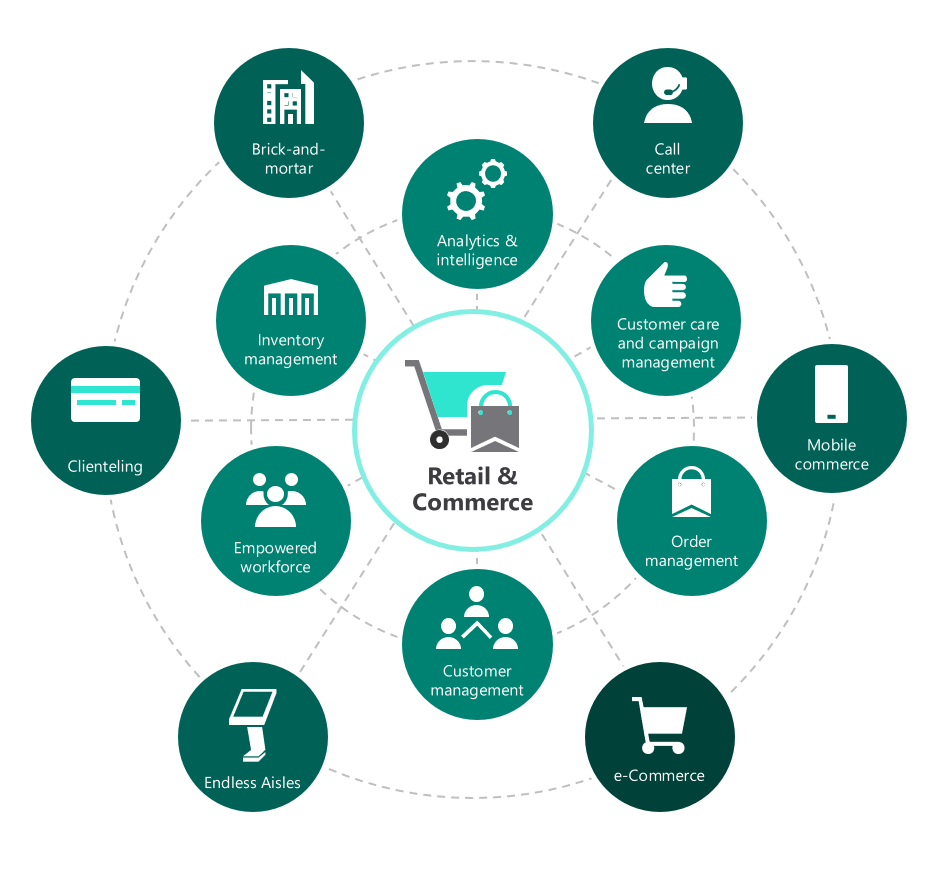 Brick-and-
mortar
Call
center
Analytics &
intelligence
Inventory
management
Customer care
and campaign
management
Clienteling
Retail &
Commerce
Mobile
commerce
Empowered
workforce
Order
management
Customer
management
Endless Aisles
e-Commerce